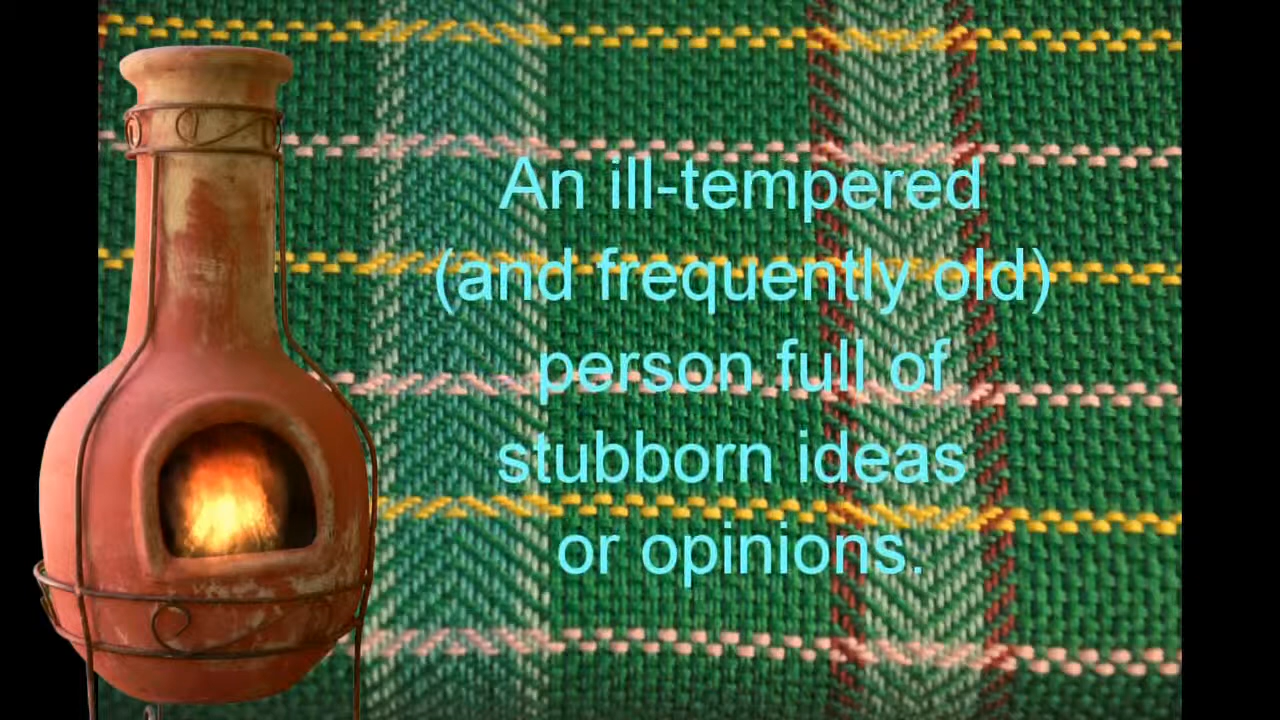 An ill-tempered
(and frequently old)
person full of
stubborn ideas
or opinions.